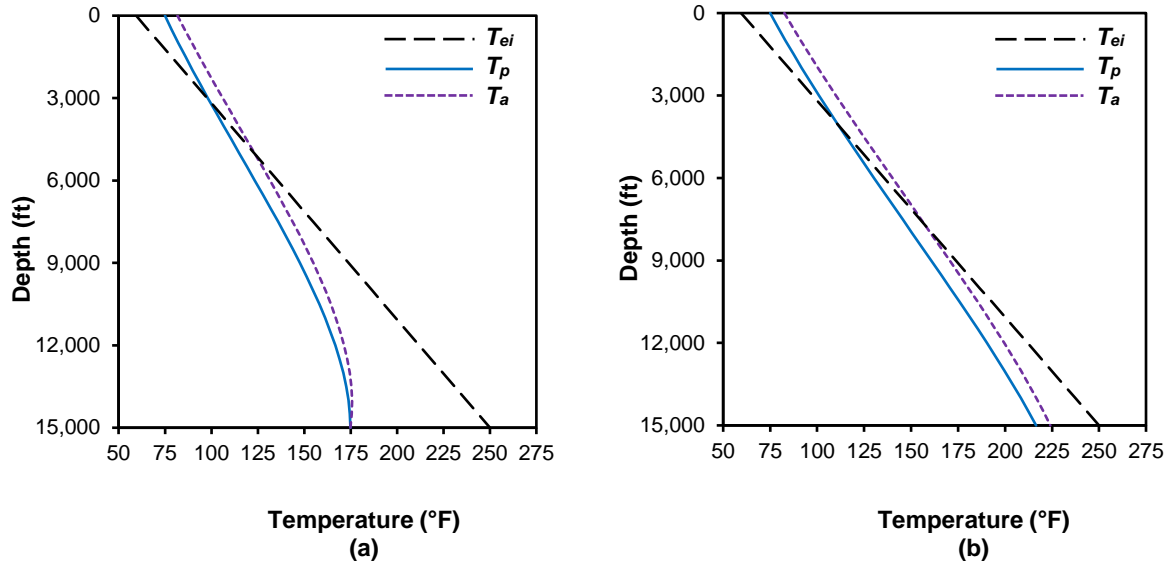 0
3,000
6,000
9,000
12,000
15,000
Depth (ft)
50 75 100 125 150 175 200 225 250 275
Temperature (°F)
(a)
Tei
Tp
Ta
0
3,000
6,000
9,000
12,000
15,000
Depth (ft)
50 75 100 125 150 175 200 225 250 275
Temperature (°F)
(b)
Tei
Tp
Ta